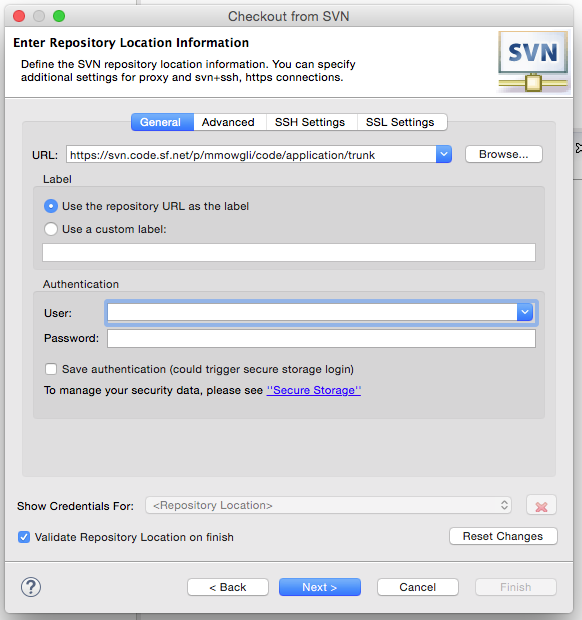 Checkout from SVN
Enter Repository Location Information
Define the SVN repository location information. You can specify
additional settings for proxy and svn+ssh, https connections.
SVN
General Advanced SSH Settings SSL Settings
URL: https://svn.code.sf.net/p/mmowgli/code/application/trunk Browse...
Label
Use the repository URL as the label
Use a custom label:
Authentication
User:
Password:
Save authentication (could trigger secure storage login)
To manage your security data, please see ''Secure Storage''
Show Credentials For: <Repository Location>
Validate Repository Location on finish Reset Changes
? < Back Next > Cancel Finish